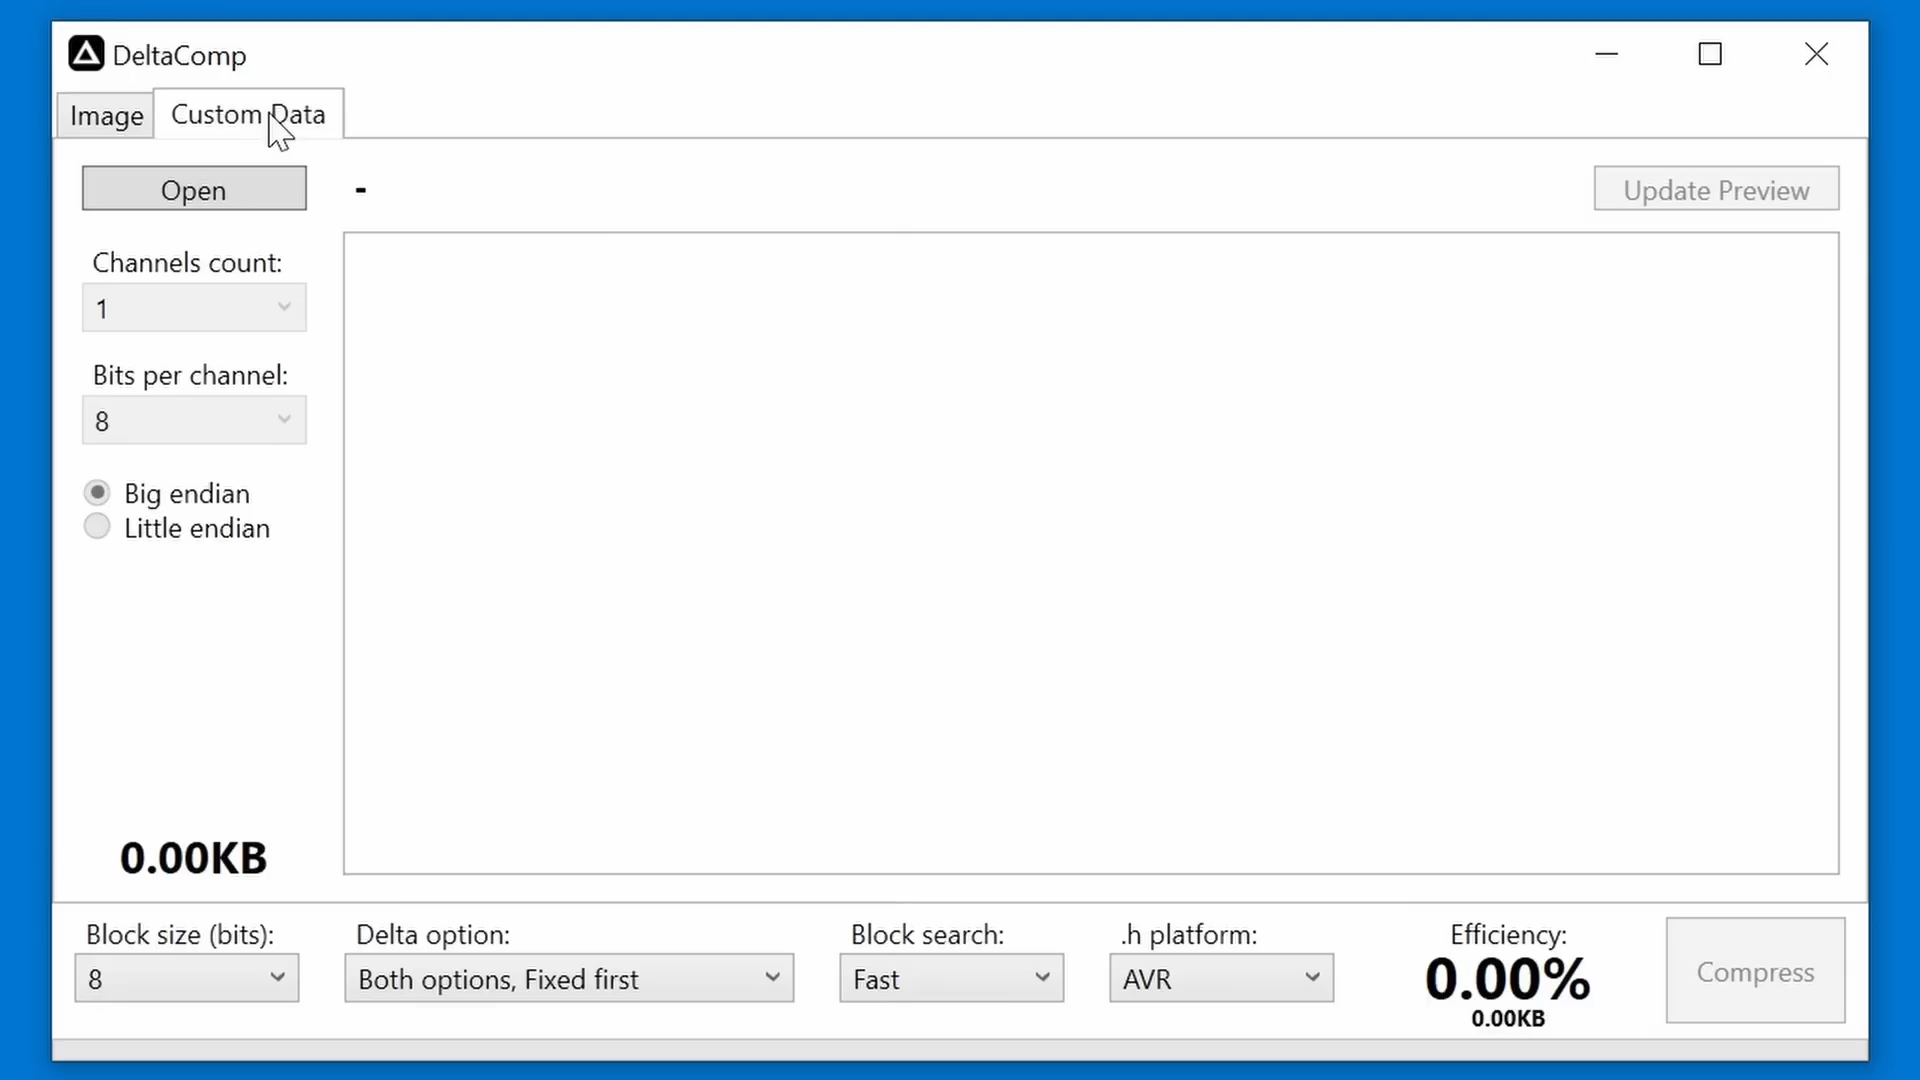 DeltaComp
Image
Custom Data
Open
-
Update Preview
Channels count:
1
Bits per channel:
8
Big endian
Little endian
0.00KB
Block size (bits):
8
Delta option:
Both options, Fixed first
Block search:
Fast
.h platform:
AVR
Efficiency:
0.00%
0.00KB
Compress